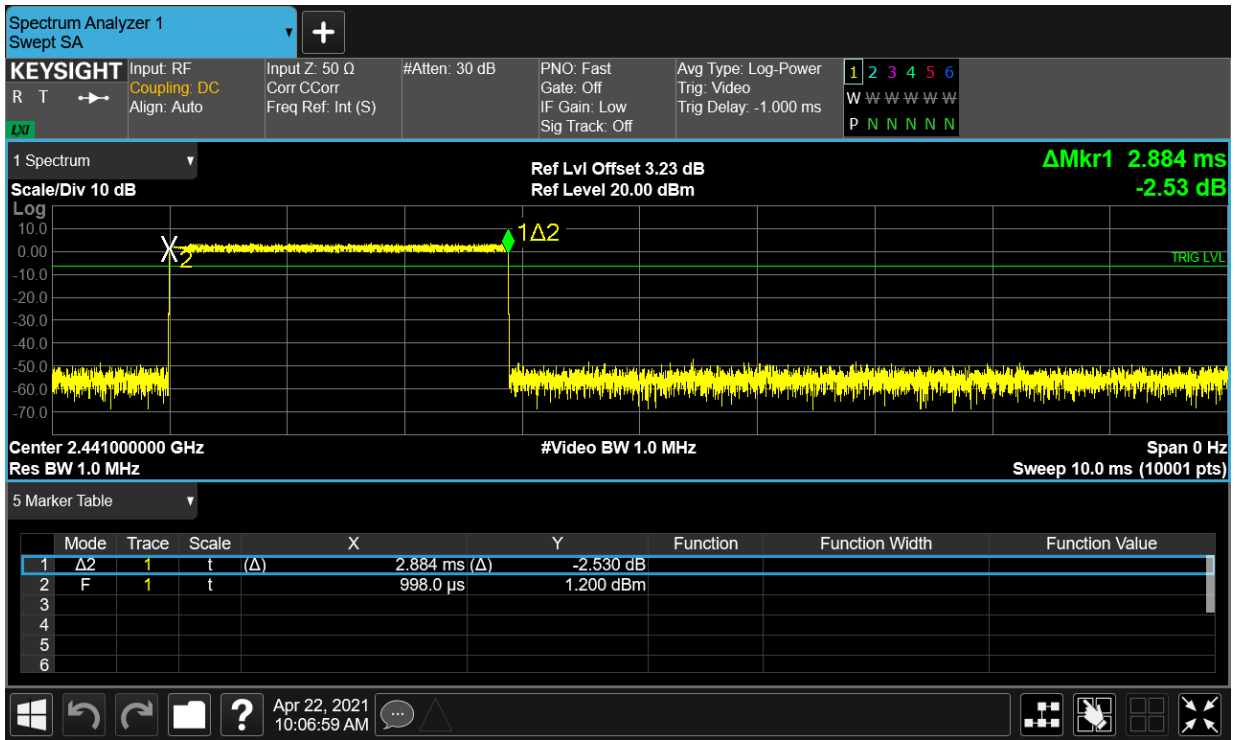 Spectrum Analyzer 1
Swept SA
KEYSIGHT
R T
LXI
Input: RF
Coupling: DC
Align: Auto
Input Z: 50 Ω
Corr CCorr
Freq Ref: Int (S)
#Atten: 30 dB
PNO: Fast
Gate: Off
IF Gain: Low
Sig Track: Off
Avg Type: Log-Power
Trig: Video
Trig Delay: -1.000 ms
1 2 3 4 5 6
W W W W W W
P N N N N N
1 Spectrum
Scale/Div 10 dB
Ref Lvl Offset 3.23 dB
Ref Level 20.00 dBm
ΔMkr1 2.884 ms
-2.53 dB
Log
10.0
0.00
-10.0
-20.0
-30.0
-40.0
-50.0
-60.0
-70.0
X
2
1Δ2
TRIG LVL
Center 2.441000000 GHz
#Video BW 1.0 MHz
Span 0 Hz
Res BW 1.0 MHz
Sweep 10.0 ms (10001 pts)
5 Marker Table
Mode Trace Scale X Y Function Function Width Function Value
1 Δ2 1 t (Δ) 2.884 ms (Δ) -2.530 dB
2 F 1 t 998.0 μs 1.200 dBm
3
4
5
6
?
Apr 22, 2021
10:06:59 AM